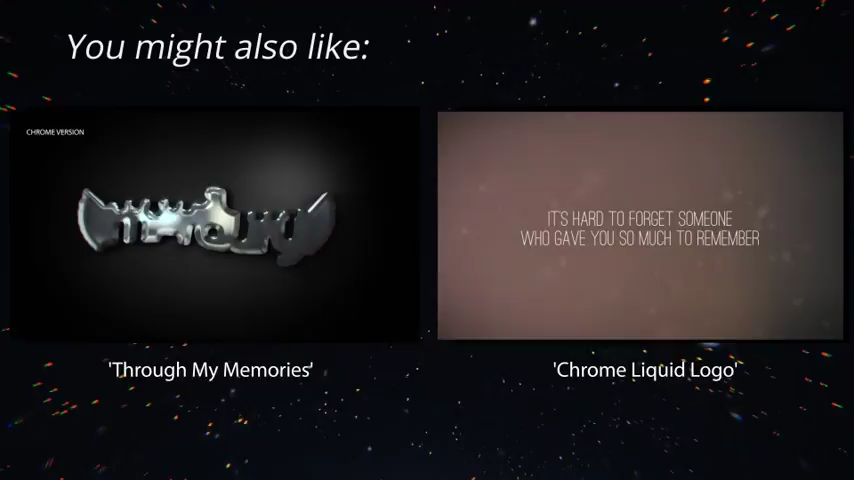 You might also like:
CHROME VERSION
IT'S HARD TO FORGET SOMEONE
WHO GAVE YOU SO MUCH TO REMEMBER
'Through My Memories'
'Chrome Liquid Logo'